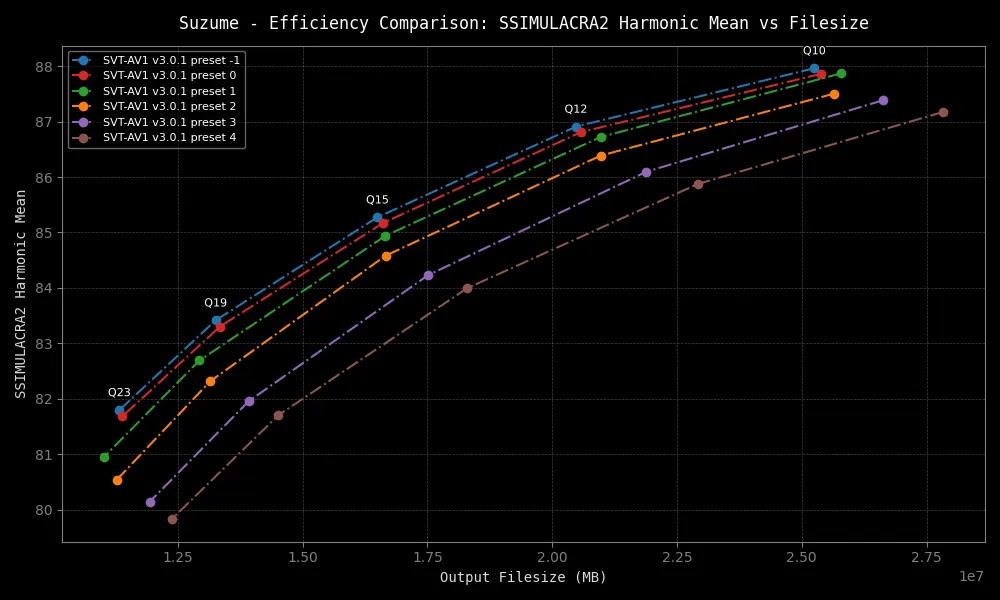 Suzume - Efficiency Comparison: SSIMULACRA2 Harmonic Mean vs Filesize
SVT-AV1 v3.0.1 preset -1
SVT-AV1 v3.0.1 preset 0
SVT-AV1 v3.0.1 preset 1
SVT-AV1 v3.0.1 preset 2
SVT-AV1 v3.0.1 preset 3
SVT-AV1 v3.0.1 preset 4
Q10
Q12
Q15
Q19
Q23
SSIMULACRA2 Harmonic Mean
88
87
86
85
84
83
82
81
80
1.25 1.50 1.75 2.00 2.25 2.50 2.75
1e7
Output Filesize (MB)